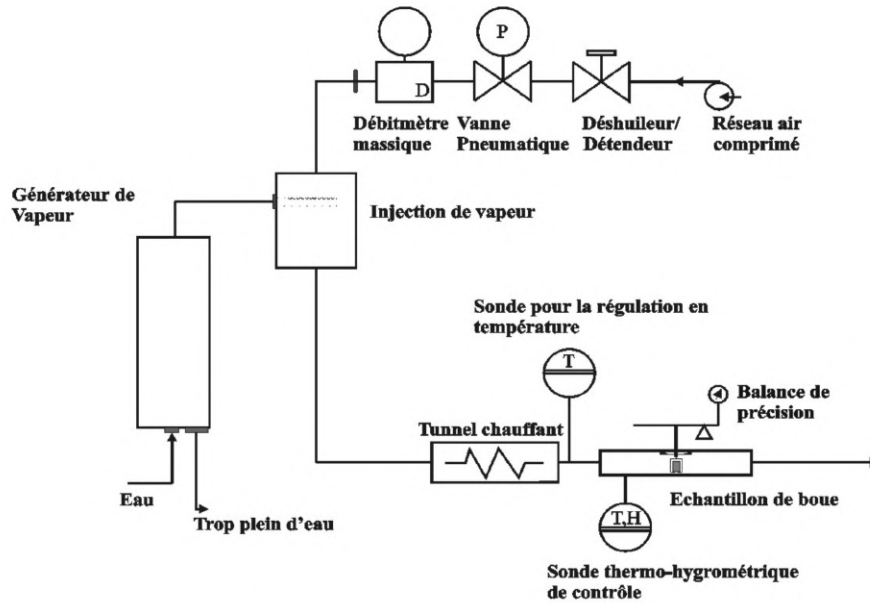 P
D
Débitmètre
massique
Vanne
Pneumatique
Déshuileur/
Détendeur
Réseau air
comprimé
Générateur de
Vapeur
Injection de vapeur
Sonde pour la régulation en
température
T
Balance de
précision
Tunnel chauffant
Eau
Trop plein d'eau
Echantillon de boue
T,H
Sonde thermo-hygrométrique
de contrôle